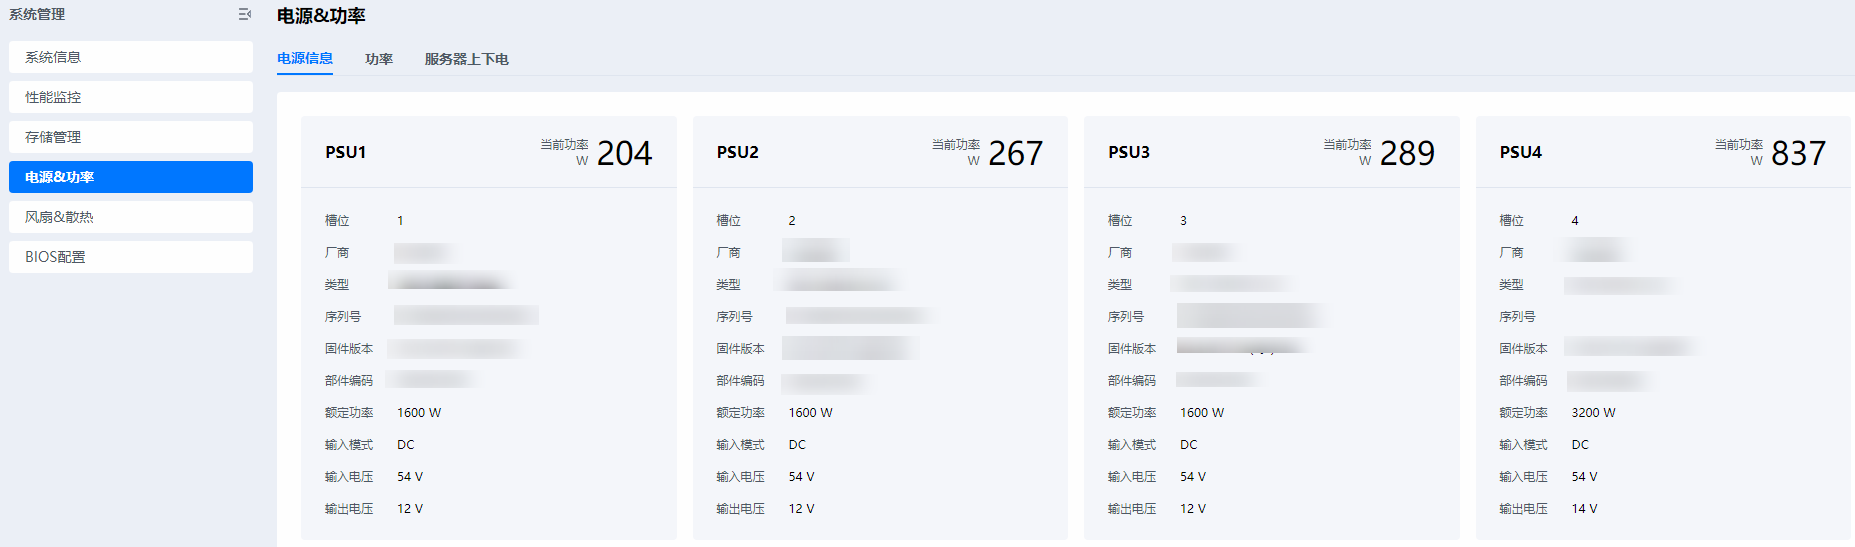 系统管理
系统信息
性能监控
存储管理
电源&功率
风扇&散热
BIOS配置
电源&功率
电源信息 功率 服务器上下电
PSU1 当前功率 W 204
槽位 1
厂商
类型
序列号
固件版本
部件编码
额定功率 1600 W
输入模式 DC
输入电压 54 V
输出电压 12 V
PSU2 当前功率 W 267
槽位 2
厂商
类型
序列号
固件版本
部件编码
额定功率 1600 W
输入模式 DC
输入电压 54 V
输出电压 12 V
PSU3 当前功率 W 289
槽位 3
厂商
类型
序列号
固件版本
部件编码
额定功率 1600 W
输入模式 DC
输入电压 54 V
输出电压 12 V
PSU4 当前功率 W 837
槽位 4
厂商
类型
序列号
固件版本
部件编码
额定功率 3200 W
输入模式 DC
输入电压 54 V
输出电压 14 V